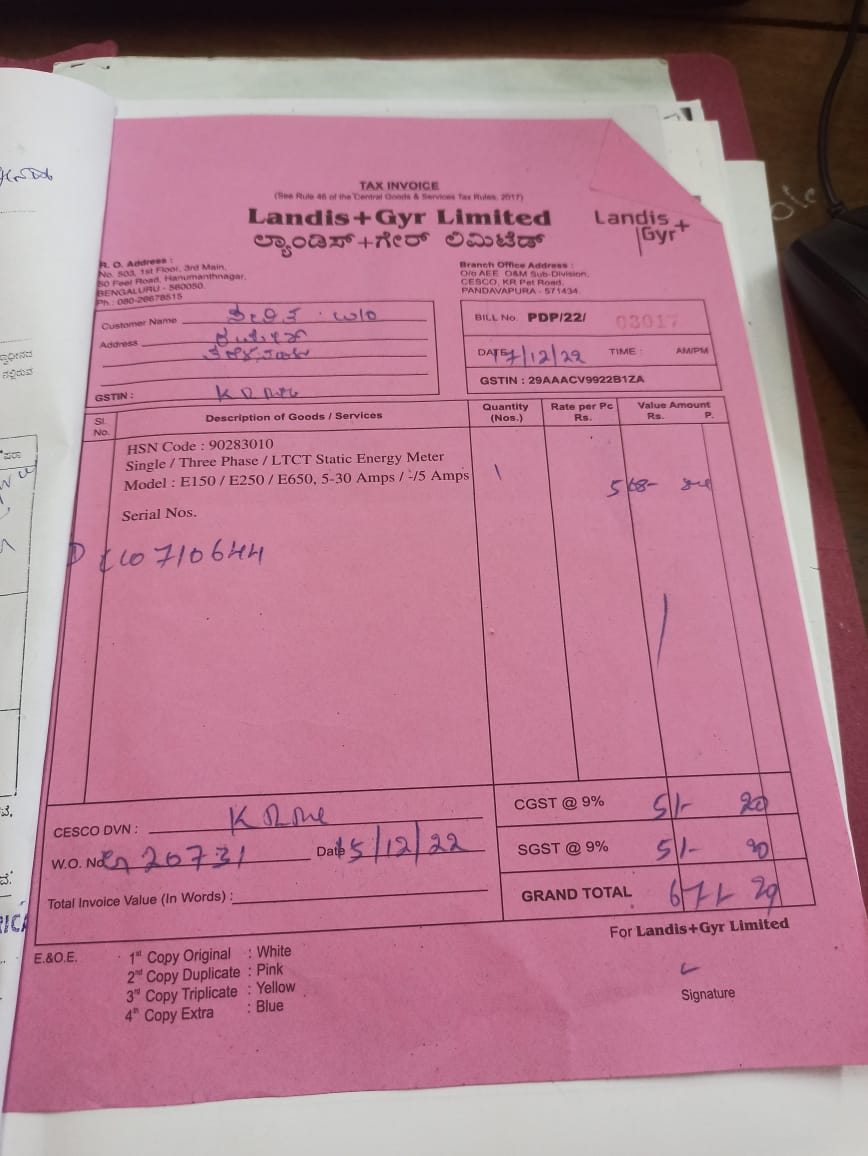 TAX INVOICE
(See Rule 46 of the Central Goods & Services Tax Rules, 2017)
Landis+Gyr Limited
ಲ್ಯಾಂಡಿಸ್+ಗೇರ್ ಲಿಮಿಟೆಡ್
Landis+
Gyr
R. O. Address :
No. 503, 1st Floor, 3rd Main,
50 Feet Road, Hanumanthnagar,
BENGALURU - 560050.
Ph.: 080-26678515
Branch Office Address :
O/o AEE O&M Sub-Division,
CESCO, KR Pet Road,
PANDAVAPURA - 571434.
Customer Name W/o
Address
GSTIN :
BILL No. PDP/22/ 03017
DATE 17/12/22 TIME : AM/PM
GSTIN : 29AAACV9922B1ZA
Sl. No. Description of Goods / Services Quantity (Nos.) Rate per Pc Rs. Value Amount Rs. P.
HSN Code : 90283010
Single / Three Phase / LTCT Static Energy Meter
Model : E150 / E250 / E650, 5-30 Amps / -/5 Amps 1
Serial Nos.
0710644
CGST @ 9% 51-
SGST @ 9% 51-
GRAND TOTAL 671-
CESCO DVN :
W.O. No. 20731 Date 15/12/22
Total Invoice Value (In Words) :
For Landis+Gyr Limited
Signature
E.&O.E.
1st Copy Original : White
2nd Copy Duplicate : Pink
3rd Copy Triplicate : Yellow
4th Copy Extra : Blue